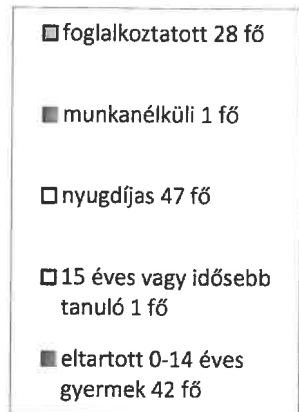 foglalkoztatott 28 fő
munkanélküli 1 fő
nyugdíjas 47 fő
15 éves vagy idősebb
tanuló 1 fő
eltartott 0-14 éves
gyermek 42 fő